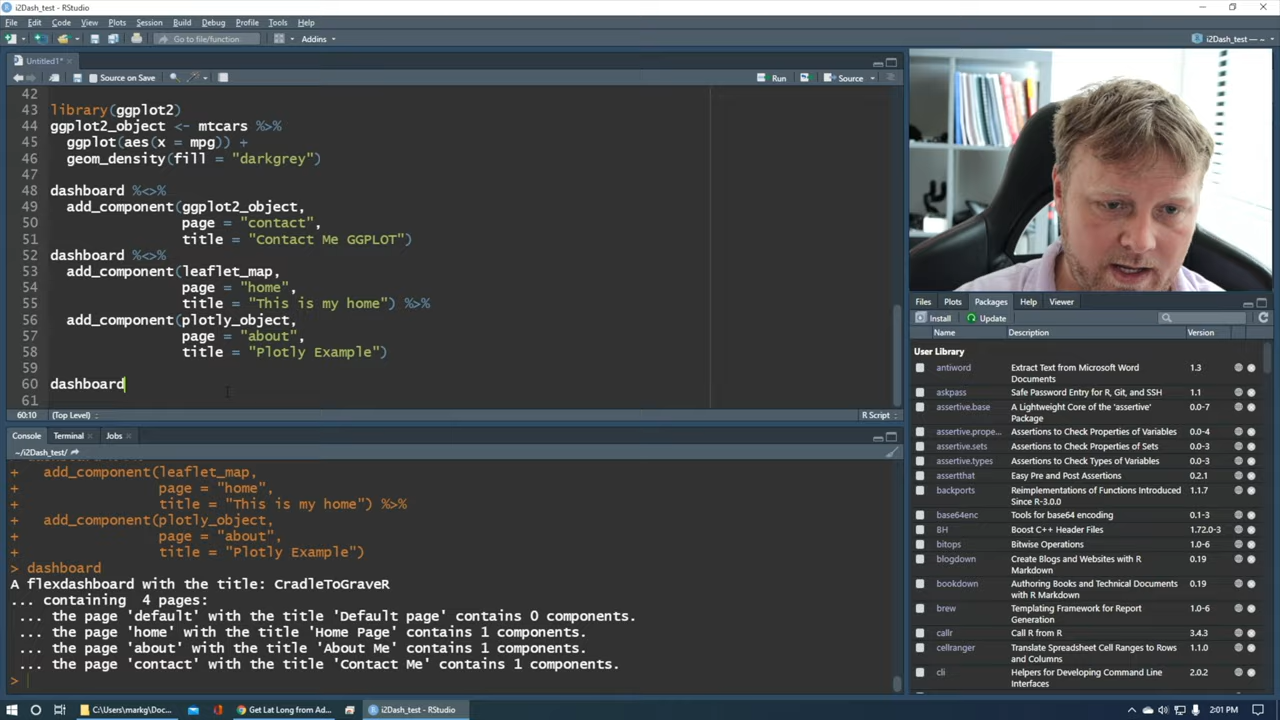 i2Dash_test - RStudio
File Edit Code View Plots Session Build Debug Profile Tools Help
Go to file/function Addins i2Dash_test
Untitled1*
Source on Save Run Source
42
43 library(ggplot2)
44 ggplot2_object <- mtcars %>%
45 ggplot(aes(x = mpg)) +
46 geom_density(fill = "darkgrey")
47
48 dashboard %<>%
49 add_component(ggplot2_object,
50 page = "contact",
51 title = "Contact Me GGPLOT")
52 dashboard %<>%
53 add_component(leaflet_map,
54 page = "home",
55 title = "This is my home") %>%
56 add_component(plotly_object,
57 page = "about",
58 title = "Plotly Example")
59
60 dashboard
61
60:10 (Top Level) R Script
Console Terminal Jobs
~/i2Dash_test/
+ add_component(leaflet_map,
+ page = "home",
+ title = "This is my home") %>%
+ add_component(plotly_object,
+ page = "about",
+ title = "Plotly Example")
> dashboard
A flexdashboard with the title: CradleToGraveR
... containing 4 pages:
... the page 'default' with the title 'Default page' contains 0 components.
... the page 'home' with the title 'Home Page' contains 1 components.
... the page 'about' with the title 'About Me' contains 1 components.
... the page 'contact' with the title 'Contact Me' contains 1 components.
>
Files Plots Packages Help Viewer
Install Update
Name Description Version
User Library
antiword Extract Text from Microsoft Word Documents 1.3
askpass Safe Password Entry for R, Git, and SSH 1.1
assertive.base A Lightweight Core of the 'assertive' Package 0.0-7
assertive.prope... Assertions to Check Properties of Variables 0.0-4
assertive.sets Assertions to Check Properties of Sets 0.0-3
assertive.types Assertions to Check Types of Variables 0.0-3
assertthat Easy Pre and Post Assertions 0.2.1
backports Reimplementations of Functions Introduced Since R-3.0.0 1.1.7
base64enc Tools for base64 encoding 0.1-3
BH Boost C++ Header Files 1.72.0-3
bitops Bitwise Operations 1.0-6
blogdown Create Blogs and Websites with R Markdown 0.19
bookdown Authoring Books and Technical Documents with R Markdown 0.19
brew Templating Framework for Report Generation 1.0-6
callr Call R from R 3.4.3
cellranger Translate Spreadsheet Cell Ranges to Rows and Columns 1.1.0
cli Helpers for Developing Command Line Interfaces 2.0.2
C:\Users\markg\Doc... Get Lat Long from Ad... i2Dash_test - RStudio 2:01 PM